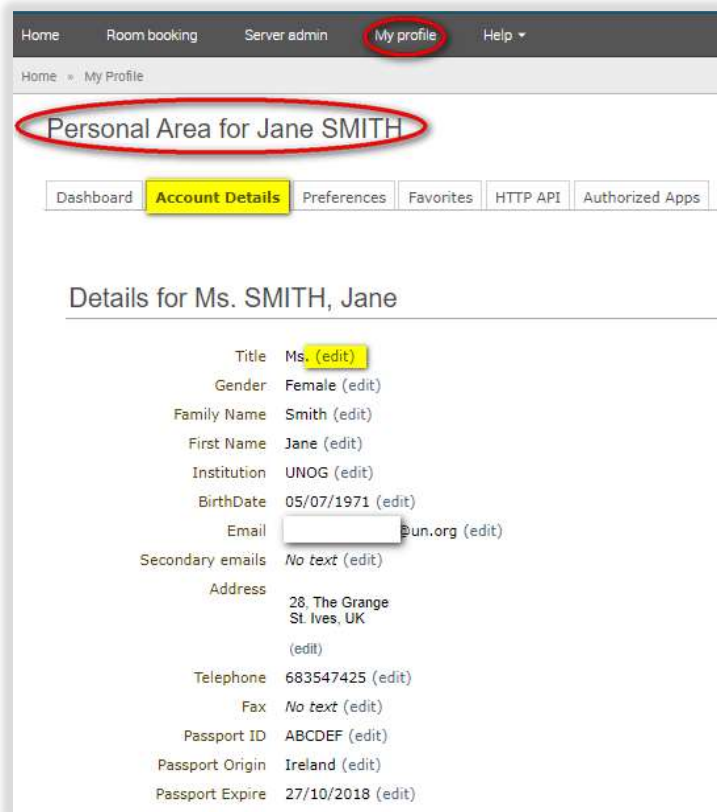 Home Room booking Server admin My profile Help
Home » My Profile
Personal Area for Jane SMITH
Dashboard Account Details Preferences Favorites HTTP API Authorized Apps
Details for Ms. SMITH, Jane
Title Ms. (edit)
Gender Female (edit)
Family Name Smith (edit)
First Name Jane (edit)
Institution UNOG (edit)
BirthDate 05/07/1971 (edit)
Email @un.org (edit)
Secondary emails No text (edit)
Address
28, The Grange
St. Ives, UK
(edit)
Telephone 683547425 (edit)
Fax No text (edit)
Passport ID ABCDEF (edit)
Passport Origin Ireland (edit)
Passport Expire 27/10/2018 (edit)